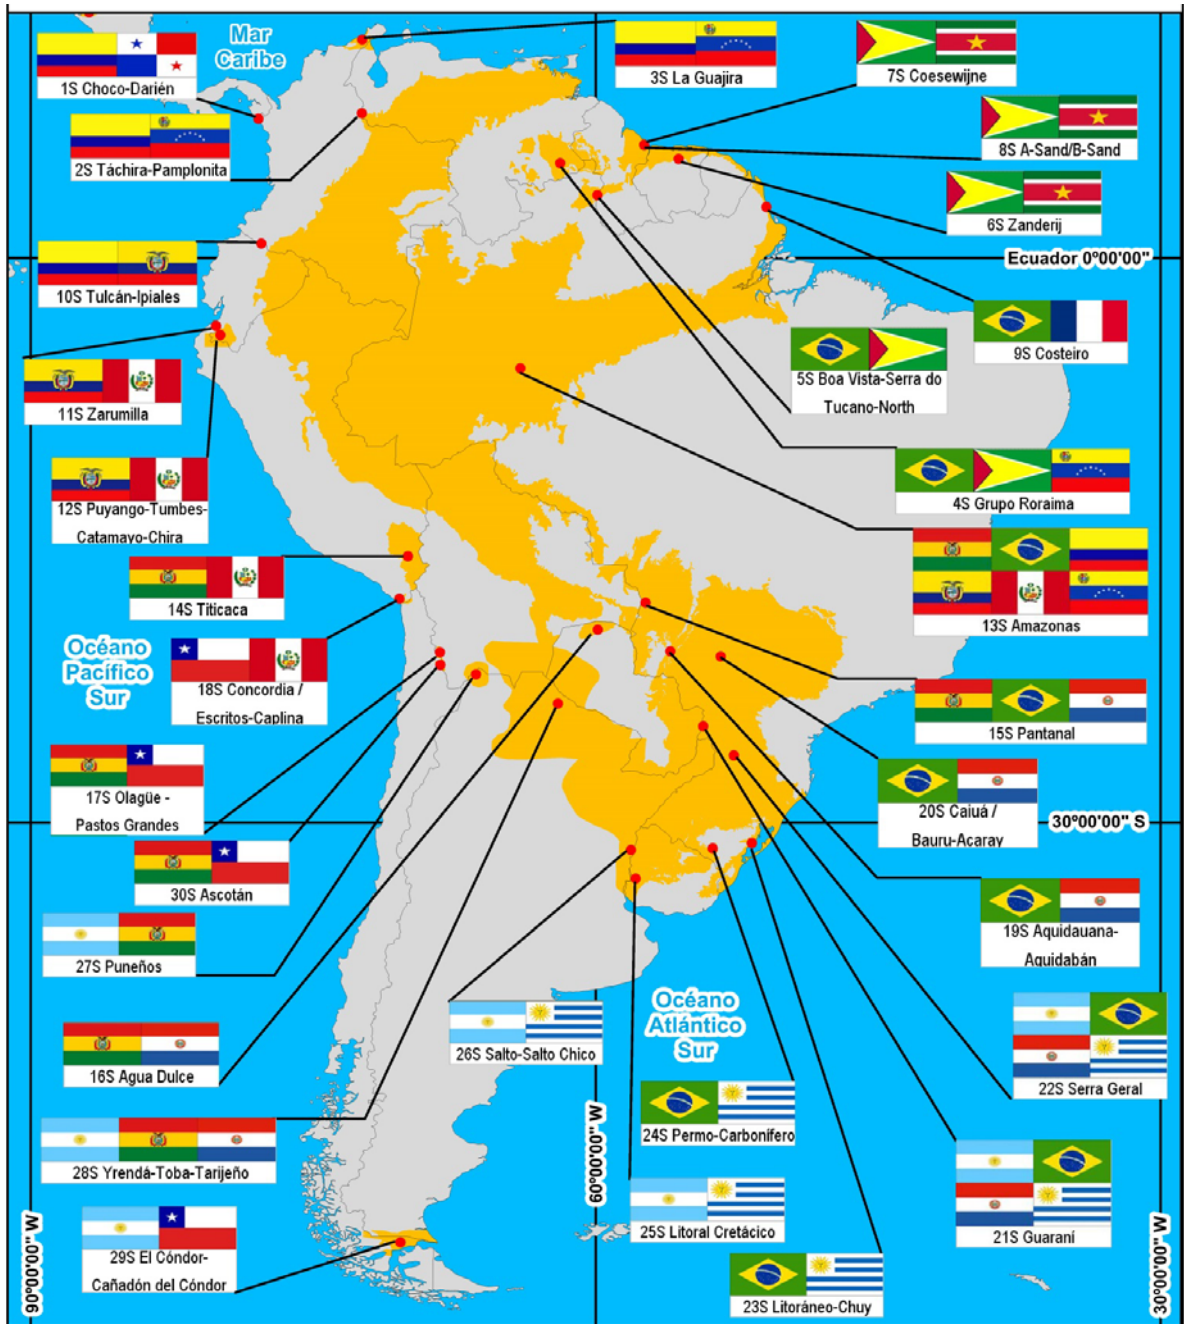 Mar
Caribe
1S Choco-Darién
2S Táchira-Pamplonita
3S La Guajira
7S Coesewijne
8S A-Sand/B-Sand
6S Zanderij
10S Tulcán-Ipiales
Ecuador 0º00'00"
9S Costeiro
5S Boa Vista-Serra do
Tucano-North
11S Zarumilla
4S Grupo Roraima
12S Puyango-Tumbes-
Catamayo-Chira
13S Amazonas
14S Titicaca
Océano
Pacífico
Sur
18S Concordia /
Escritos-Caplina
15S Pantanal
17S Olagüe -
Pastos Grandes
20S Caiuá /
Bauru-Acaray
30º00'00" S
30S Ascotán
19S Aquidauana-
Aquidabán
27S Puneños
Océano
Atlántico
Sur
26S Salto-Salto Chico
16S Agua Dulce
22S Serra Geral
24S Permo-Carbonífero
28S Yrendá-Toba-Tarijeño
25S Litoral Cretácico
21S Guaraní
29S El Cóndor-
Cañadón del Cóndor
23S Litoráneo-Chuy
90º00'00" W
60º00'00" W
30º00'00" W